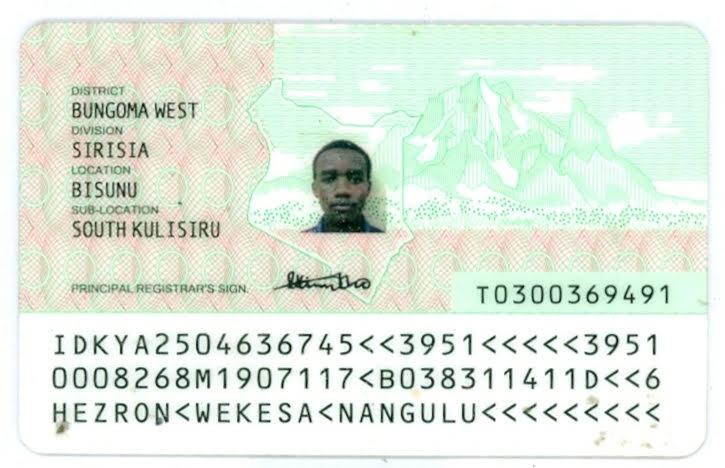 DISTRICT
BUNGOMA WEST
DIVISION
SIRISIA
LOCATION
BISUNU
SUB-LOCATION
SOUTH KULISIRU
PRINCIPAL REGISTRAR'S SIGN.
T0300369491
IDKYA2504636745<<3951<<<<<3951
0008268M1907117<B038311411D<<6
HEZRON<WEKESA<NANGULU<<<<<<<<<